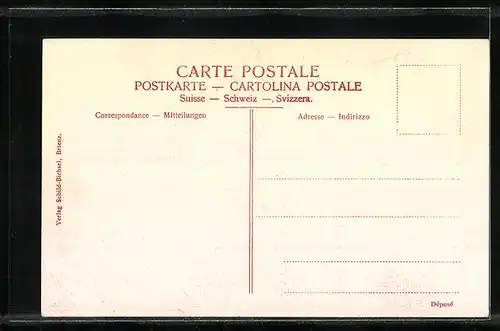 CARTE POSTALE
POSTKARTE — CARTOLINA POSTALE
Suisse — Schweiz — Svizzera.
Correspondance — Mitteilungen
Adresse — Indirizzo
Verlag Schild-Bichsel, Brienz.
Déposé